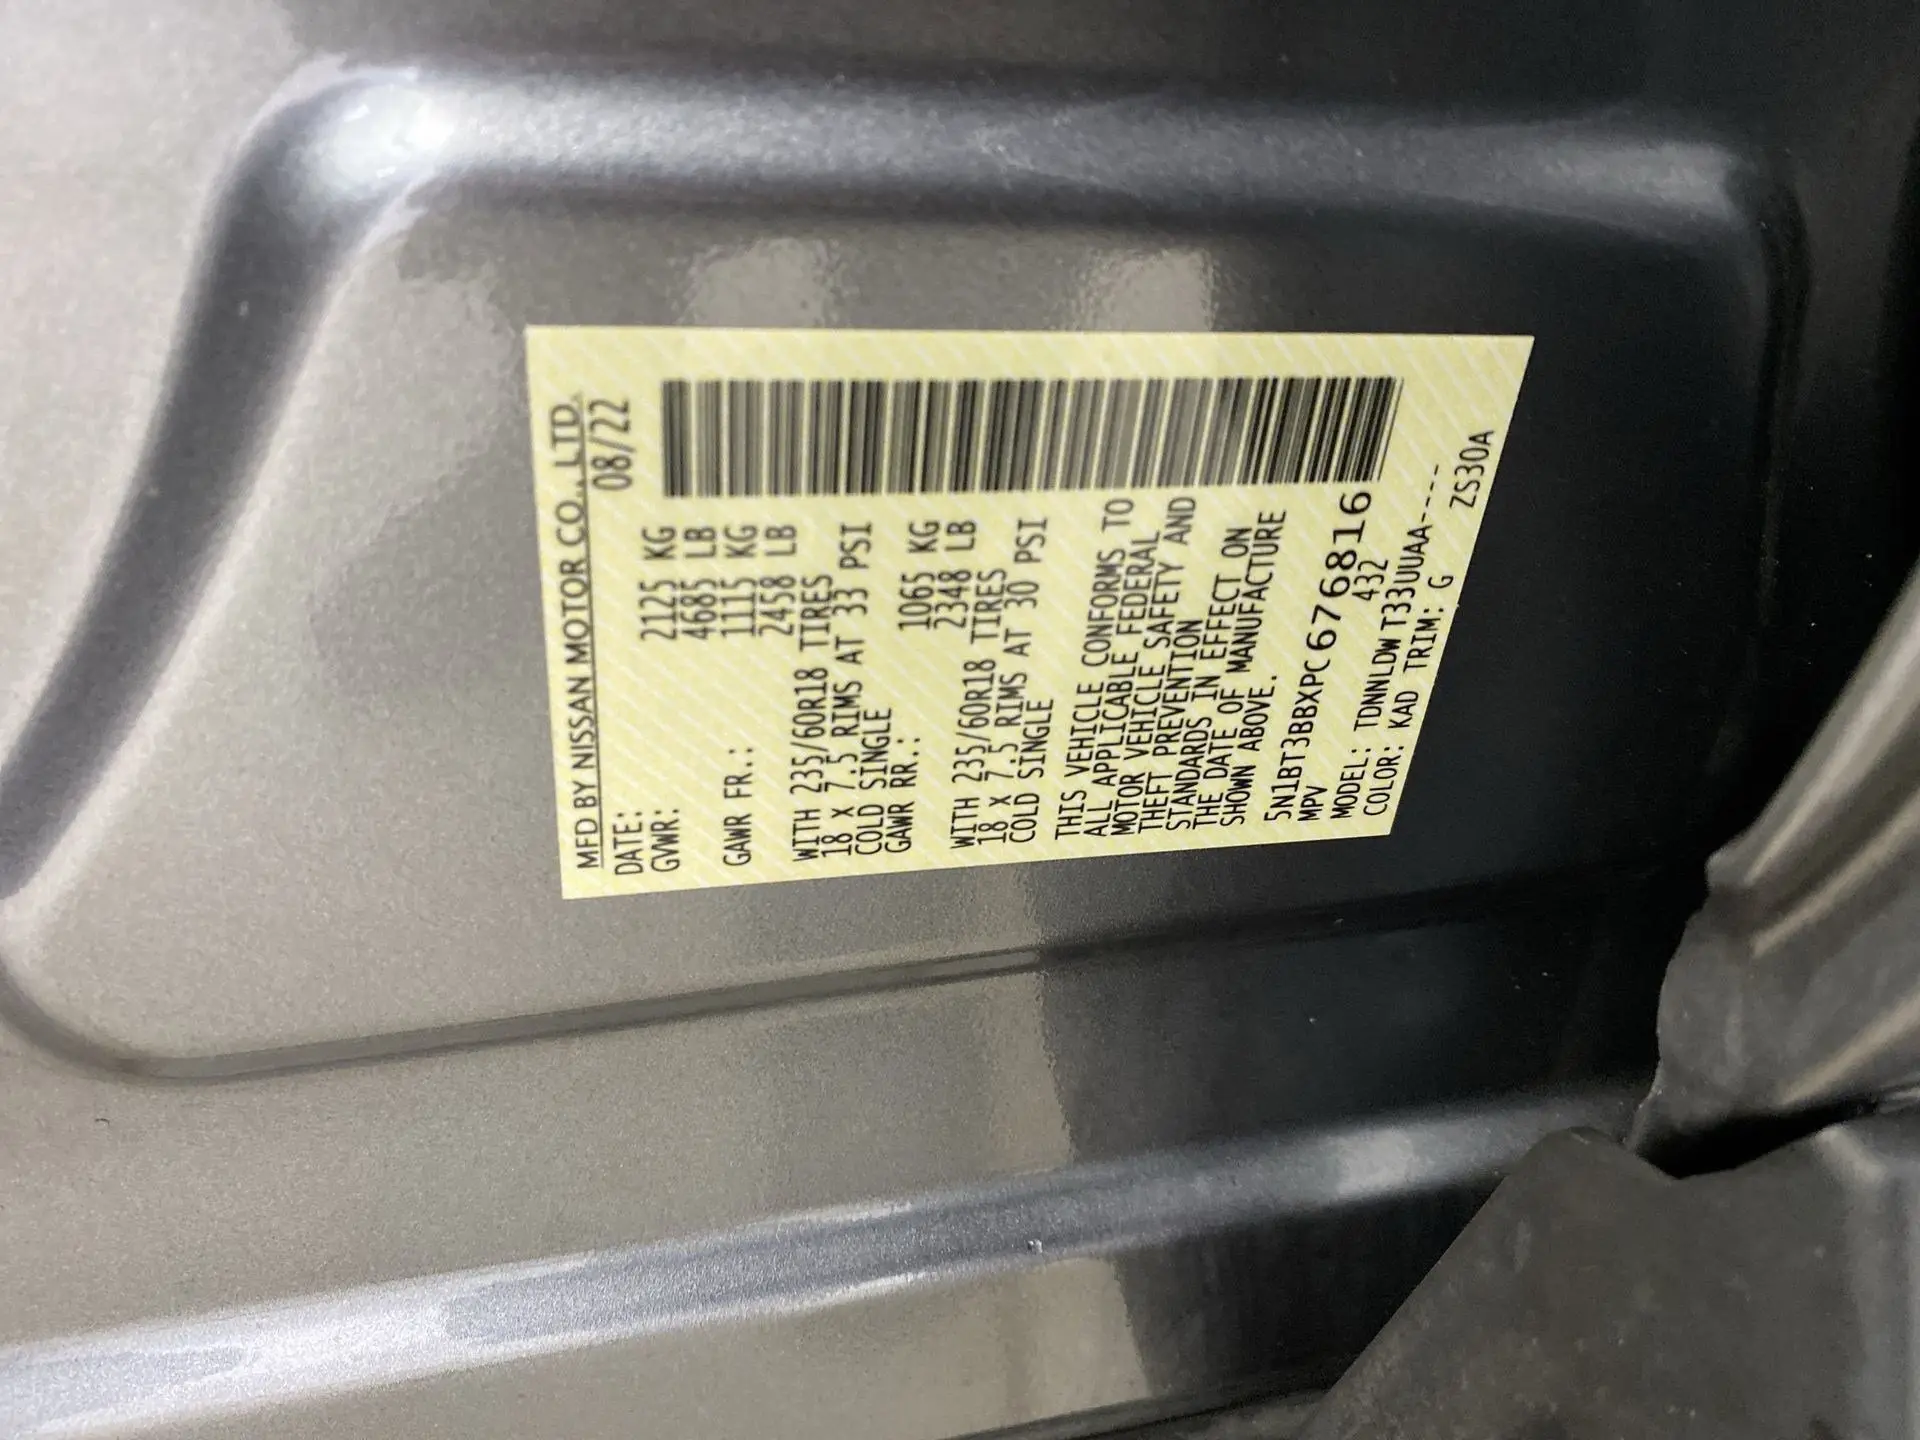 MFD BY NISSAN MOTOR CO., LTD.
DATE: 08/22
GVWR: 2125 KG
4685 LB
GAWR FR.: 1115 KG
2458 LB
WITH 235/60R18 TIRES
18 X 7.5 RIMS AT 33 PSI
COLD SINGLE
GAWR RR.: 1065 KG
2348 LB
WITH 235/60R18 TIRES
18 X 7.5 RIMS AT 30 PSI
COLD SINGLE
THIS VEHICLE CONFORMS TO
ALL APPLICABLE FEDERAL
MOTOR VEHICLE SAFETY AND
THEFT PREVENTION
STANDARDS IN EFFECT ON
THE DATE OF MANUFACTURE
SHOWN ABOVE.
5N1BT3BBXPC676816
MPV 432
MODEL: TDNNLDW T33UUAA----
COLOR: KAD TRIM: G ZS30A